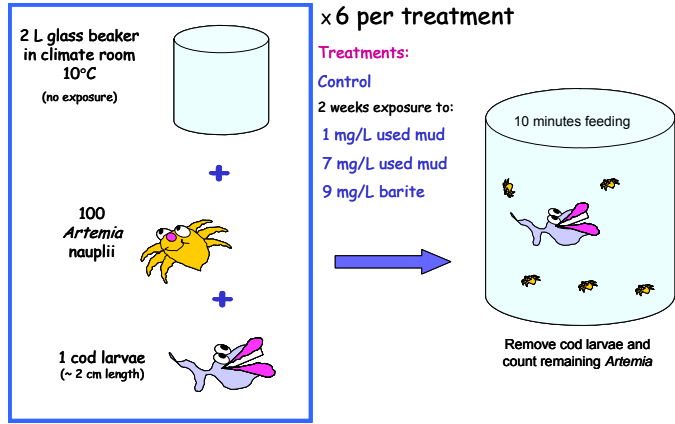 2 L glass beaker
in climate room
10°C
(no exposure)
+
100
Artemia
nauplii
+
1 cod larvae
(~ 2 cm length)
x 6 per treatment
Treatments:
Control
2 weeks exposure to:
1 mg/L used mud
7 mg/L used mud
9 mg/L barite
10 minutes feeding
Remove cod larvae and
count remaining Artemia